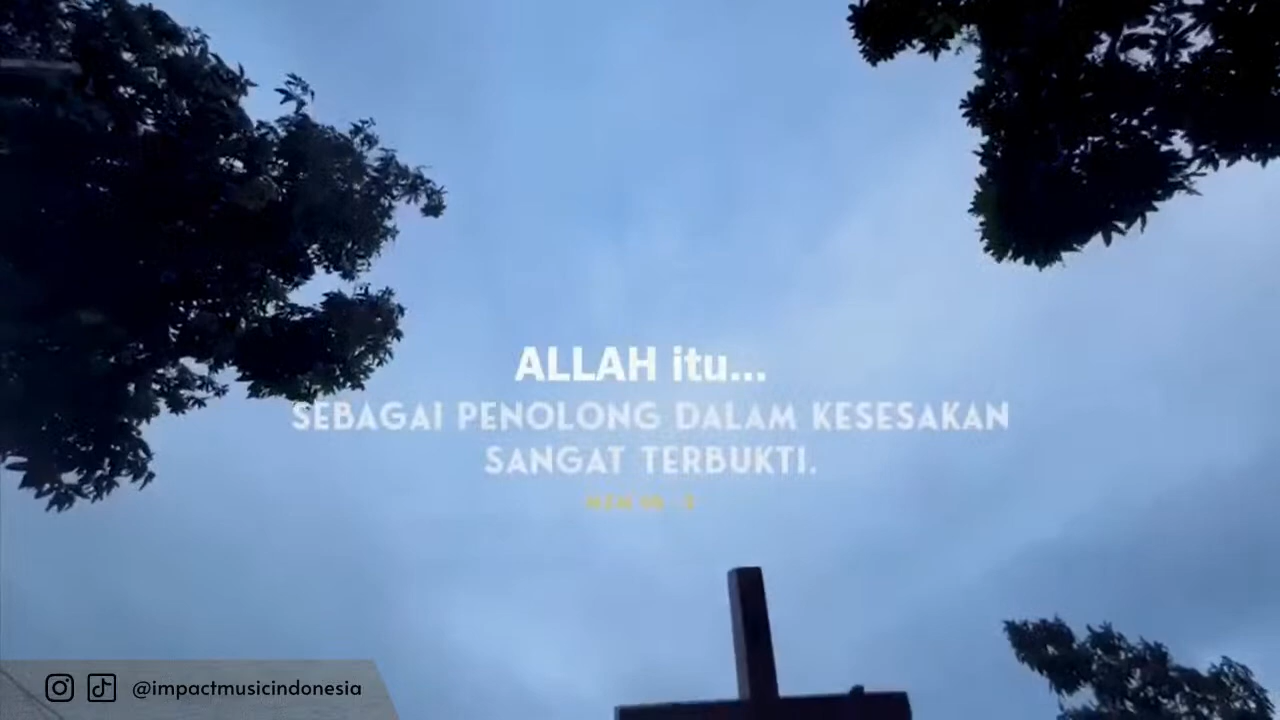 ALLAH itu...
SEBAGAI PENOLONG DALAM KESESAKAN
SANGAT TERBUKTI.
@impactmusicindonesia